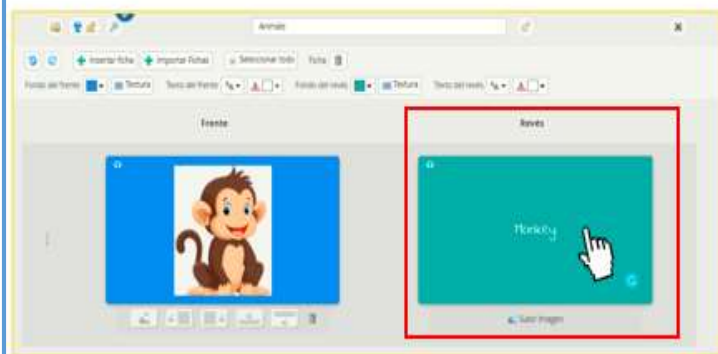 Animals
Insertar ficha Importar fichas Seleccionar todo Ficha
Fondo del frente Textura Texto del frente Fondo del revés Textura Texto del revés
Frente Revés
Monkey
Subir imagen